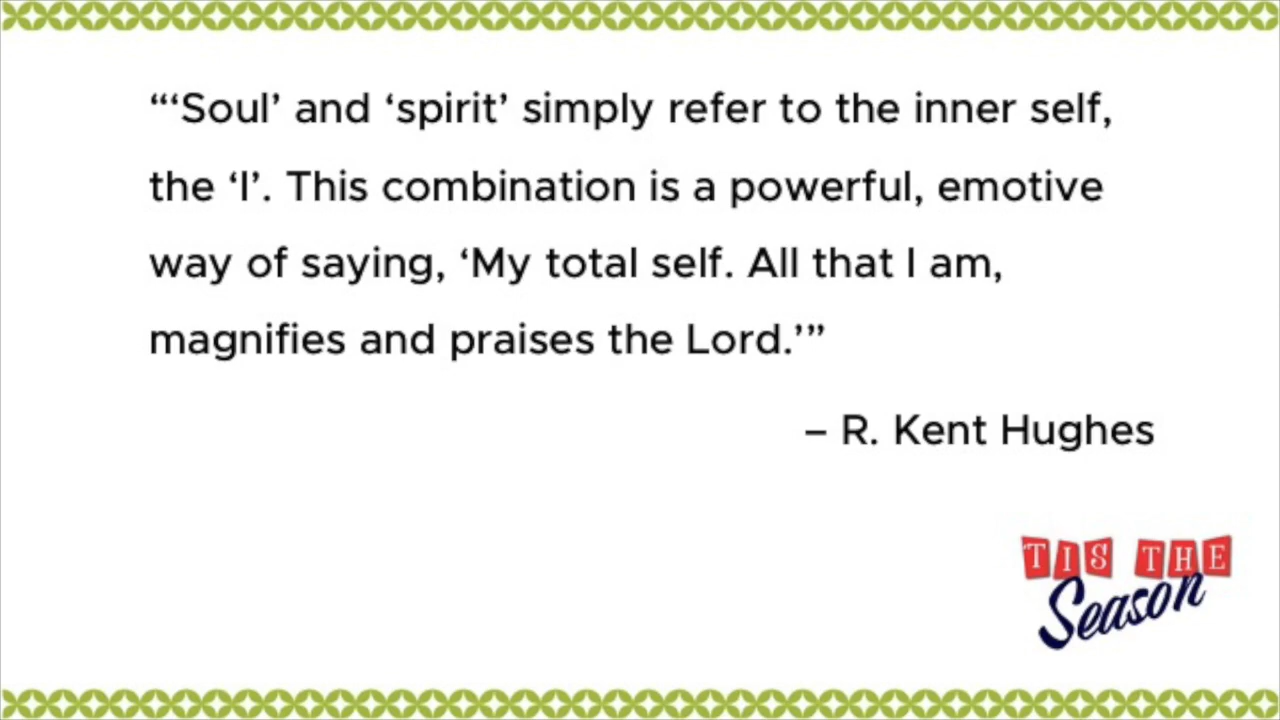 “‘Soul’ and ‘spirit’ simply refer to the inner self,
the ‘I’. This combination is a powerful, emotive
way of saying, ‘My total self. All that I am,
magnifies and praises the Lord.’”
– R. Kent Hughes
TIS THE
Season